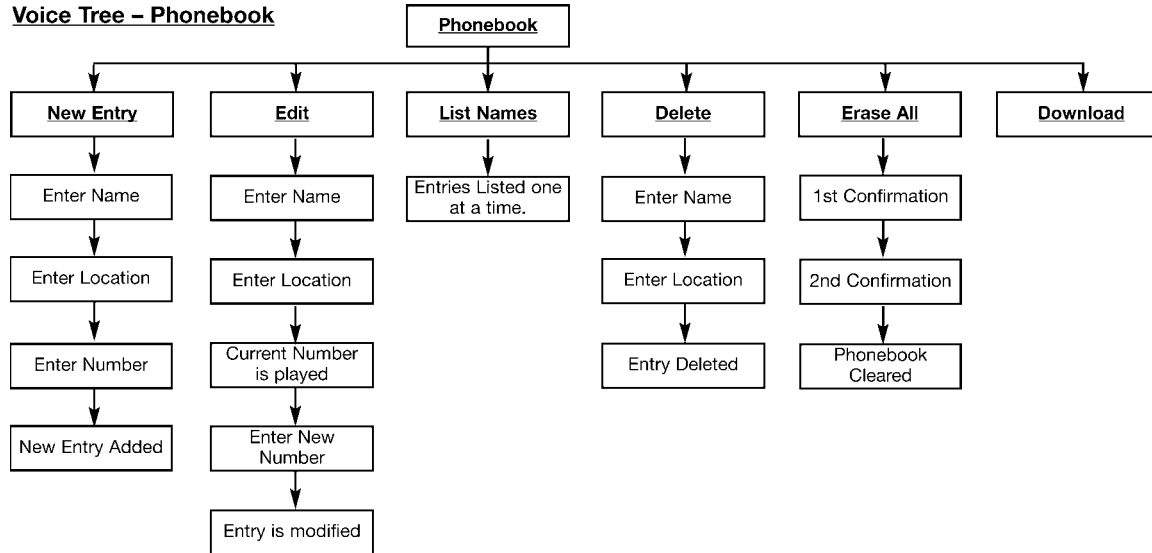 Voice Tree – Phonebook
Phonebook
New Entry
Edit
List Names
Delete
Erase All
Download
Enter Name
Enter Name
Entries Listed one
at a time.
Enter Name
1st Confirmation
Enter Location
Enter Location
Enter Location
2nd Confirmation
Enter Number
Current Number
is played
Entry Deleted
Phonebook
Cleared
New Entry Added
Enter New
Number
Entry is modified